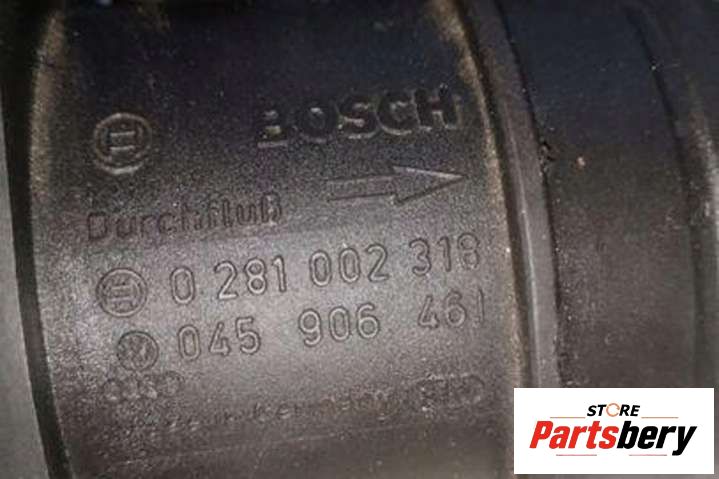 BOSCH
Durchfluß
0 281 002 318
045 906 461
STORE
Partsbery